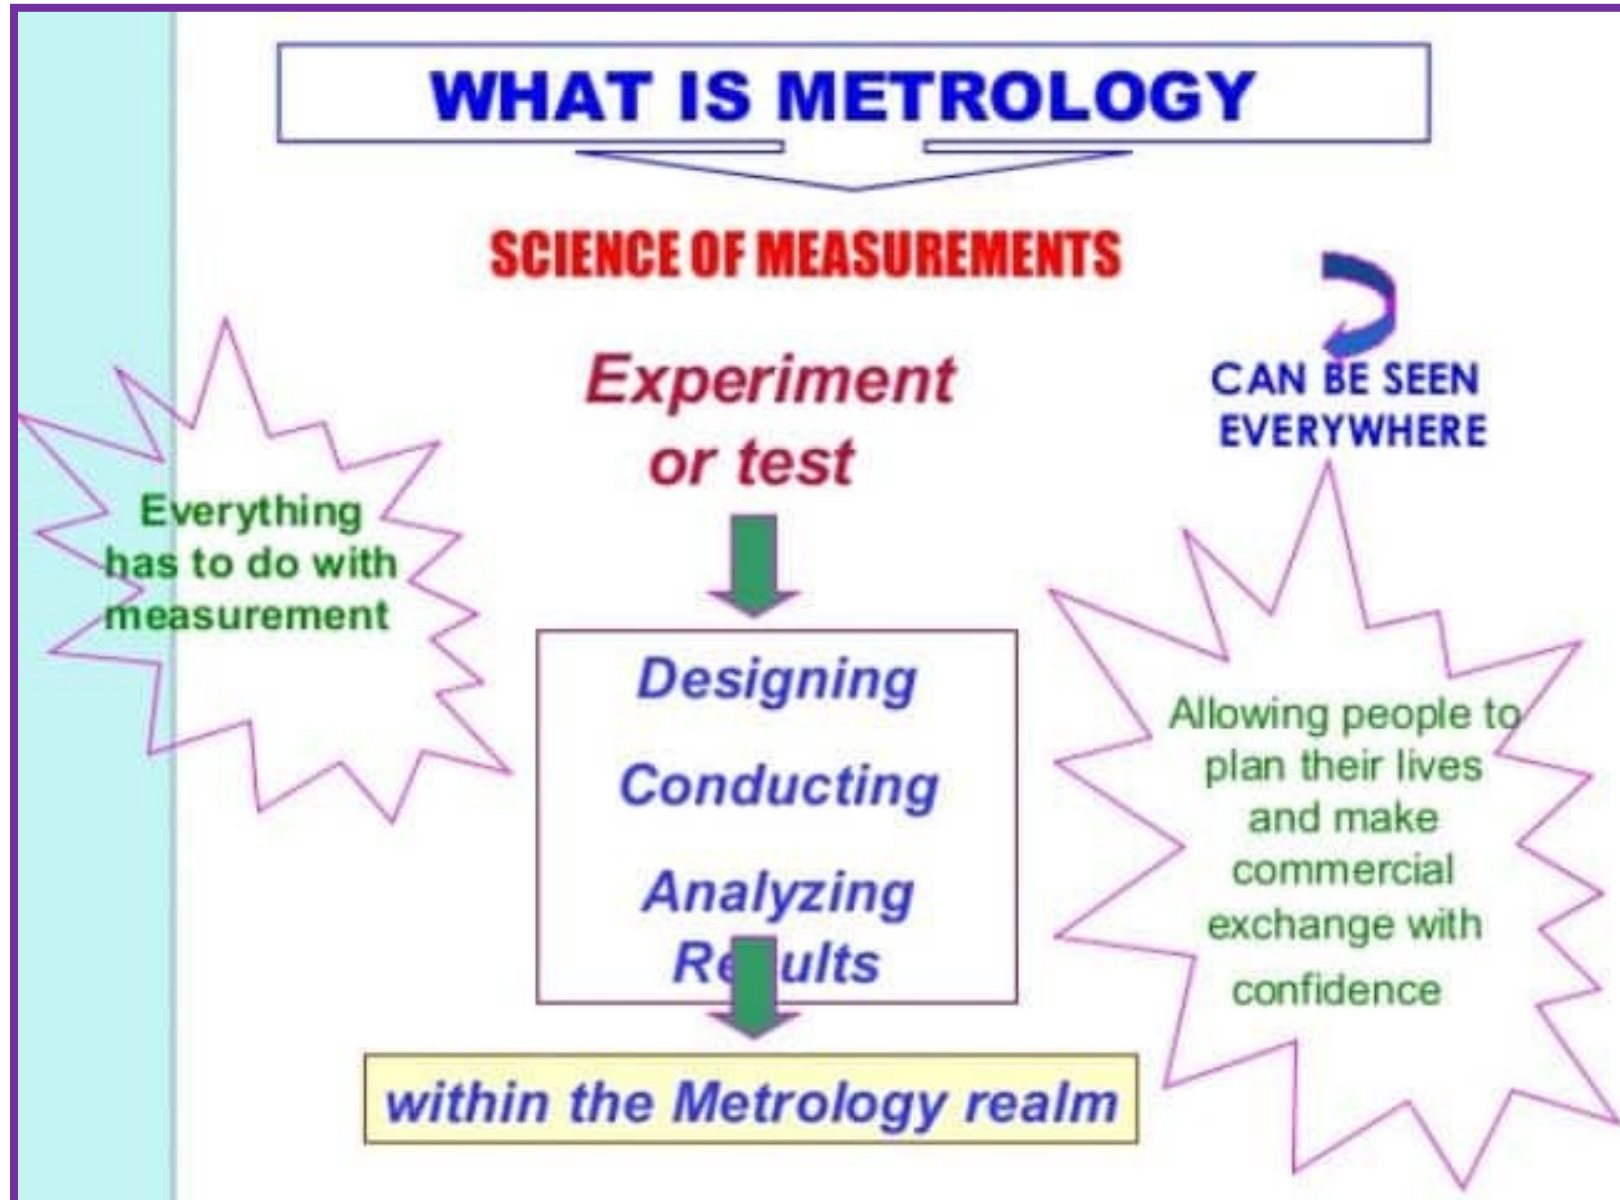 WHAT IS METROLOGY
SCIENCE OF MEASUREMENTS
Experiment
or test
CAN BE SEEN
EVERYWHERE
Everything
has to do with
measurement
Designing
Conducting
Analyzing
Results
within the Metrology realm
Allowing people to
plan their lives
and make
commercial
exchange with
confidence